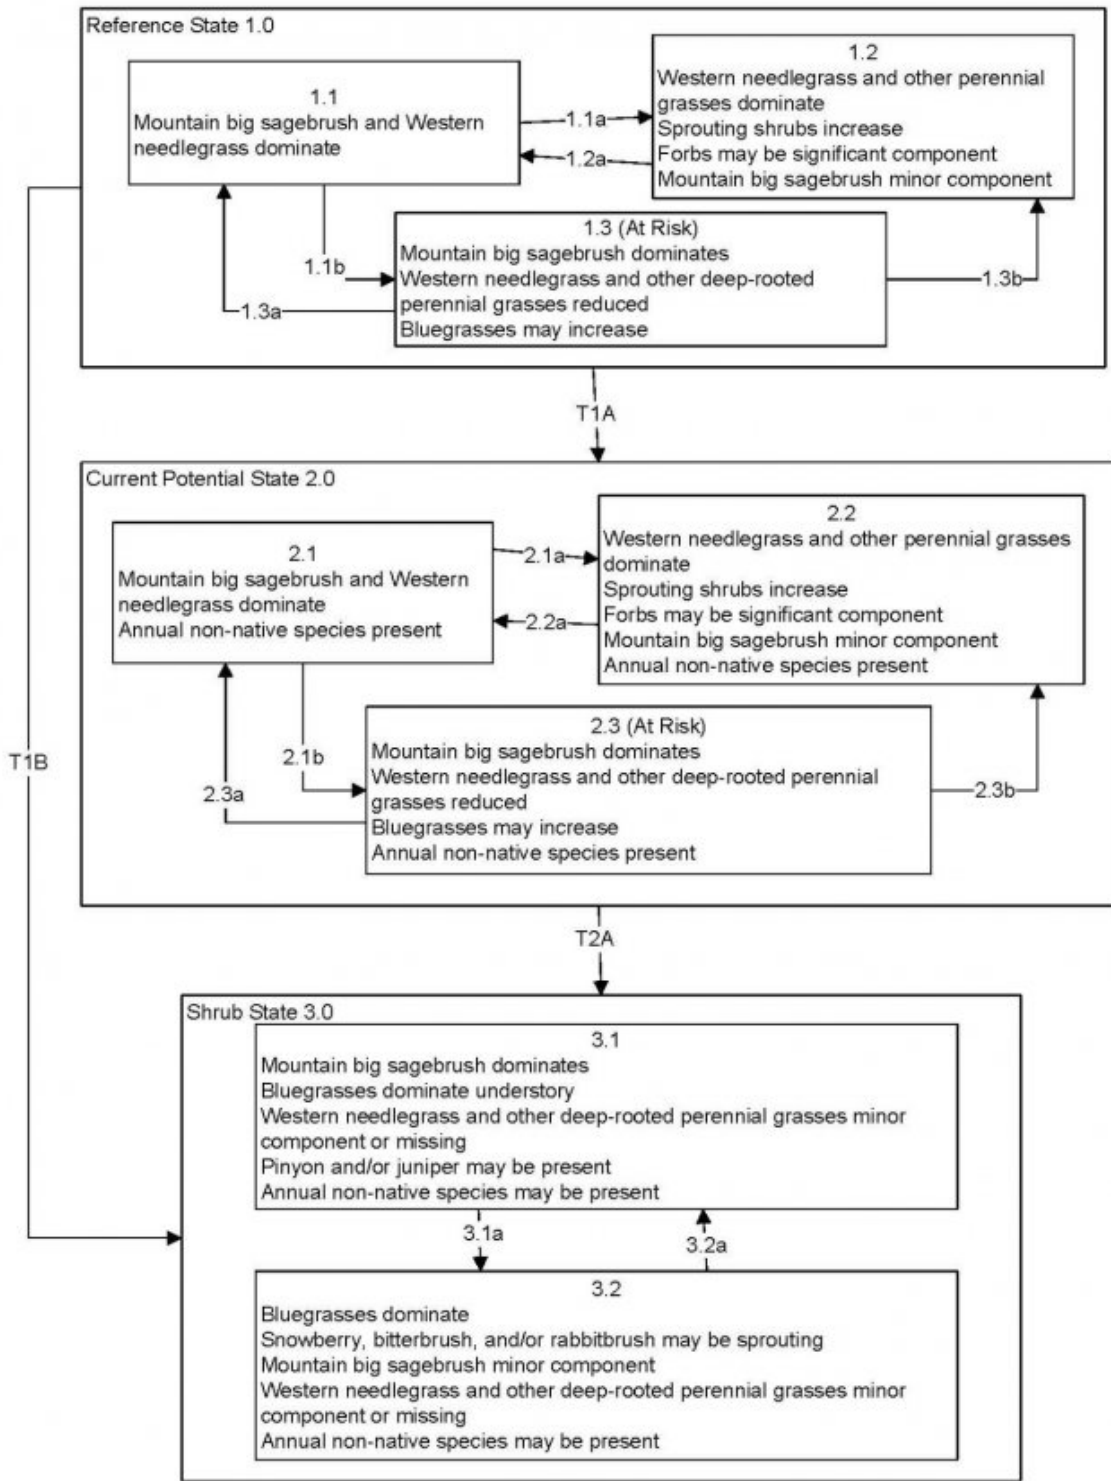 Reference State 1.0
1.1
Mountain big sagebrush and Western
needlegrass dominate
1.1a
1.2a
1.2
Western needlegrass and other perennial
grasses dominate
Sprouting shrubs increase
Forbs may be significant component
Mountain big sagebrush minor component
1.1b
1.3a
1.3 (At Risk)
Mountain big sagebrush dominates
Western needlegrass and other deep-rooted
perennial grasses reduced
Bluegrasses may increase
1.3b
T1A
Current Potential State 2.0
2.1
Mountain big sagebrush and Western
needlegrass dominate
Annual non-native species present
2.1a
2.2a
2.2
Western needlegrass and other perennial grasses
dominate
Sprouting shrubs increase
Forbs may be significant component
Mountain big sagebrush minor component
Annual non-native species present
T1B
2.1b
2.3a
2.3 (At Risk)
Mountain big sagebrush dominates
Western needlegrass and other deep-rooted perennial
grasses reduced
Bluegrasses may increase
Annual non-native species present
2.3b
T2A
Shrub State 3.0
3.1
Mountain big sagebrush dominates
Bluegrasses dominate understory
Western needlegrass and other deep-rooted perennial grasses minor
component or missing
Pinyon and/or juniper may be present
Annual non-native species may be present
3.1a
3.2a
3.2
Bluegrasses dominate
Snowberry, bitterbrush, and/or rabbitbrush may be sprouting
Mountain big sagebrush minor component
Western needlegrass and other deep-rooted perennial grasses minor
component or missing
Annual non-native species may be present